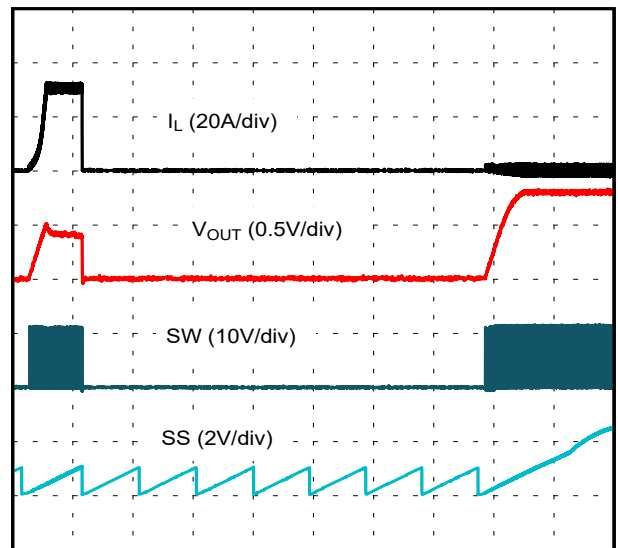 I_L (20A/div)
V_OUT (0.5V/div)
SW (10V/div)
SS (2V/div)